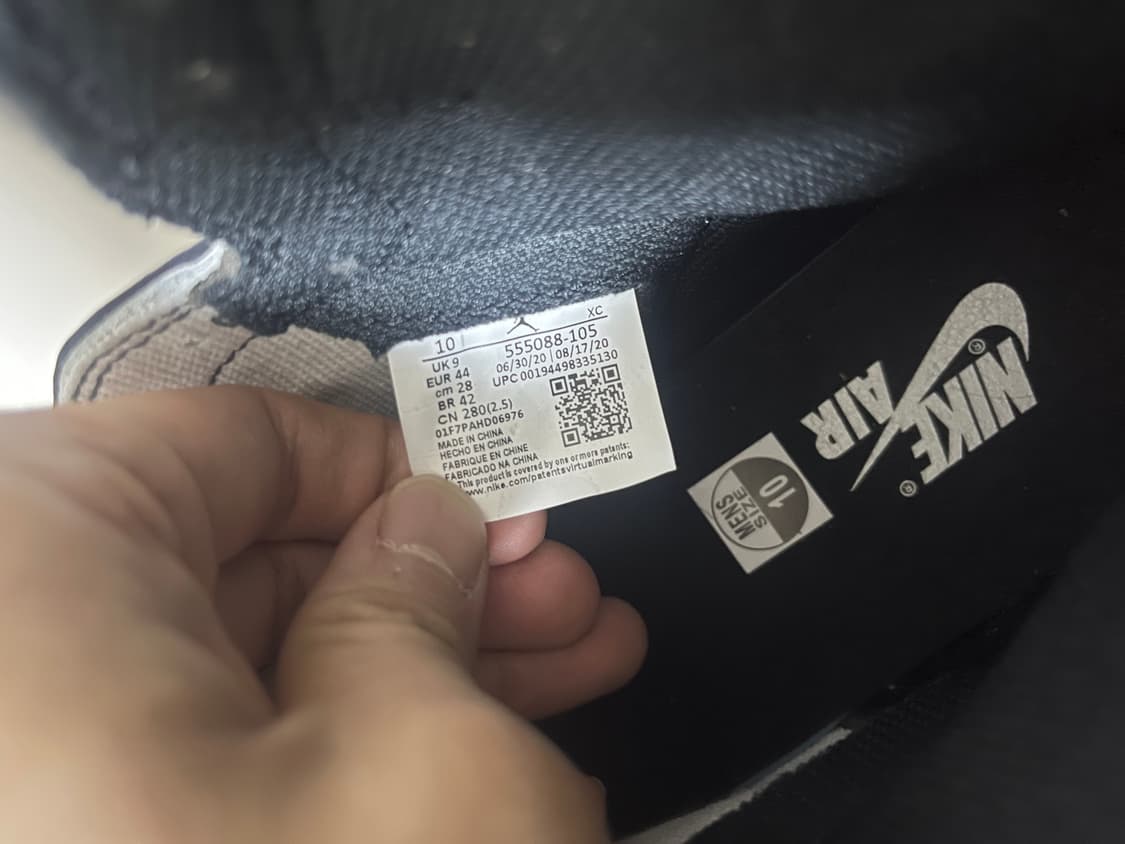 10
XC
UK 9
555088-105
EUR 44
06/30/20 | 08/17/20
cm 28
UPC 00194498335130
BR 42
CN 280(2.5)
01F7PAHD06976
MADE IN CHINA
HECHO EN CHINA
FABRIQUE EN CHINE
FABRICADO NA CHINA
This product is covered by one or more patents:
www.nike.com/patentsvirtualmarking
NIKE
AIR
MENS
SIZE
10